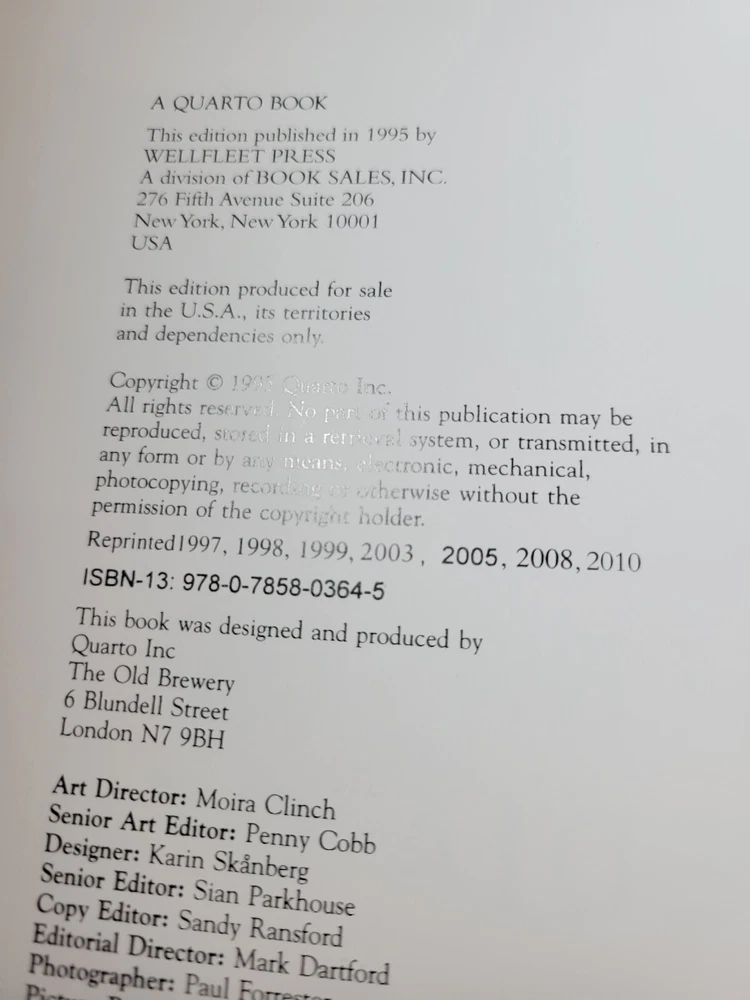 A QUARTO BOOK
This edition published in 1995 by
WELLFLEET PRESS
A division of BOOK SALES, INC.
276 Fifth Avenue Suite 206
New York, New York 10001
USA
This edition produced for sale
in the U.S.A., its territories
and dependencies only.
Copyright © Quarto Inc.
All rights reserved. No part of this publication may be
reproduced, stored in a retrieval system, or transmitted, in
any form or by any means, electronic, mechanical,
photocopying, recording or otherwise without the
permission of the copyright holder.
Reprinted1997, 1998, 1999, 2003, 2005, 2008, 2010
ISBN-13: 978-0-7858-0364-5
This book was designed and produced by
Quarto Inc
The Old Brewery
6 Blundell Street
London N7 9BH
Art Director: Moira Clinch
Senior Art Editor: Penny Cobb
Designer: Karin Skånberg
Senior Editor: Sian Parkhouse
Copy Editor: Sandy Ransford
Editorial Director: Mark Dartford
Photographer: Paul Forrester